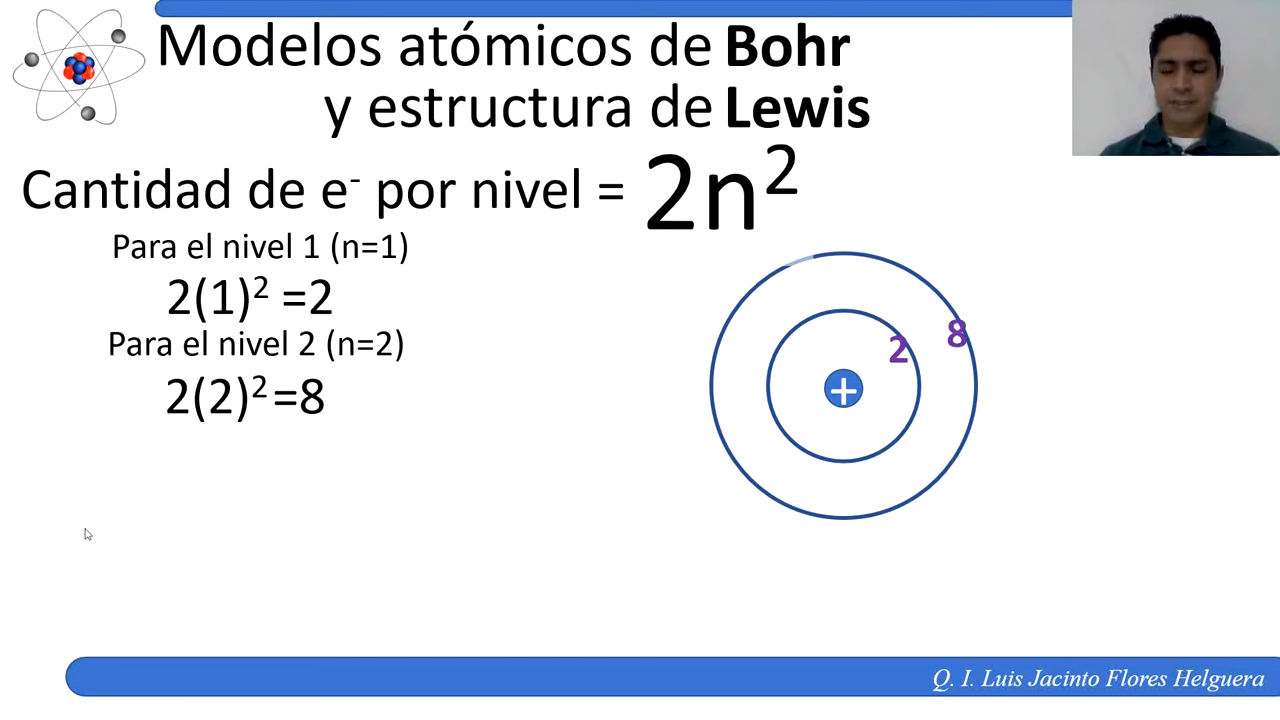 Modelos atómicos de Bohr
y estructura de Lewis
Cantidad de e⁻ por nivel = 2n²
Para el nivel 1 (n=1)
2(1)² =2
Para el nivel 2 (n=2)
2(2)²=8
2
8
+
Q. I. Luis Jacinto Flores Helguera